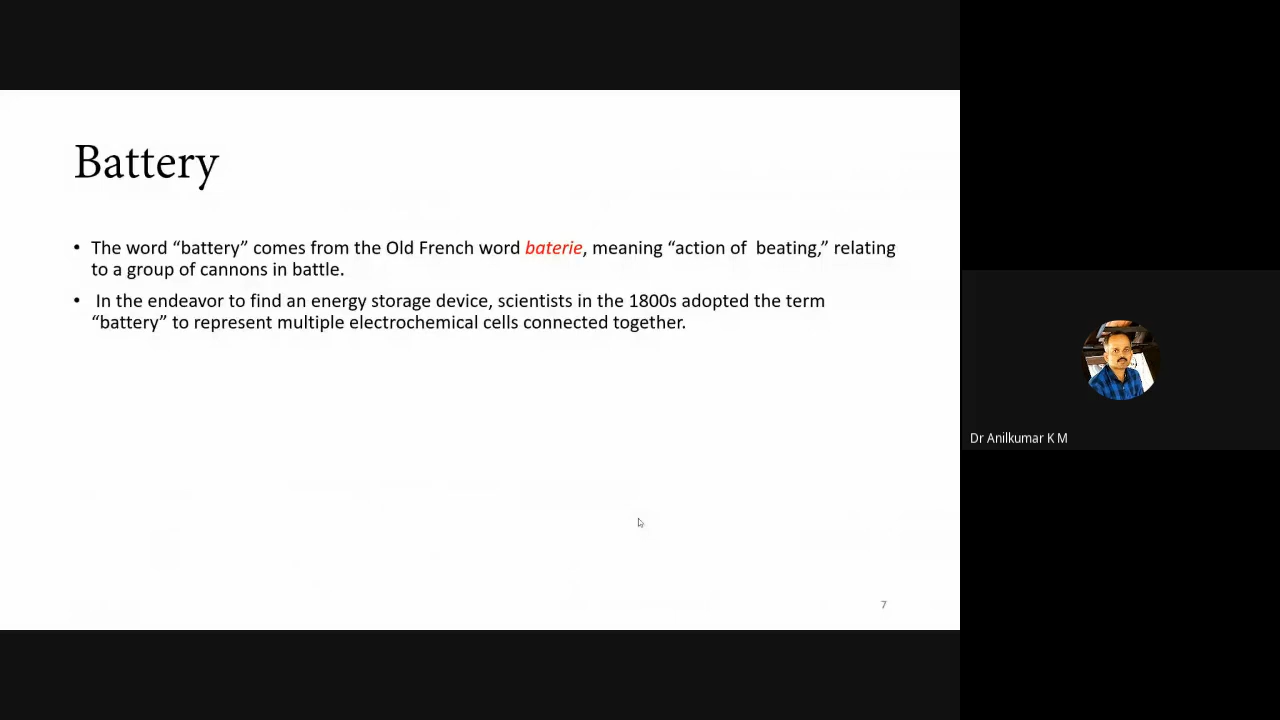 Battery
• The word “battery” comes from the Old French word baterie, meaning “action of beating,” relating
to a group of cannons in battle.
• In the endeavor to find an energy storage device, scientists in the 1800s adopted the term
“battery” to represent multiple electrochemical cells connected together.
7
Dr Anilkumar K M